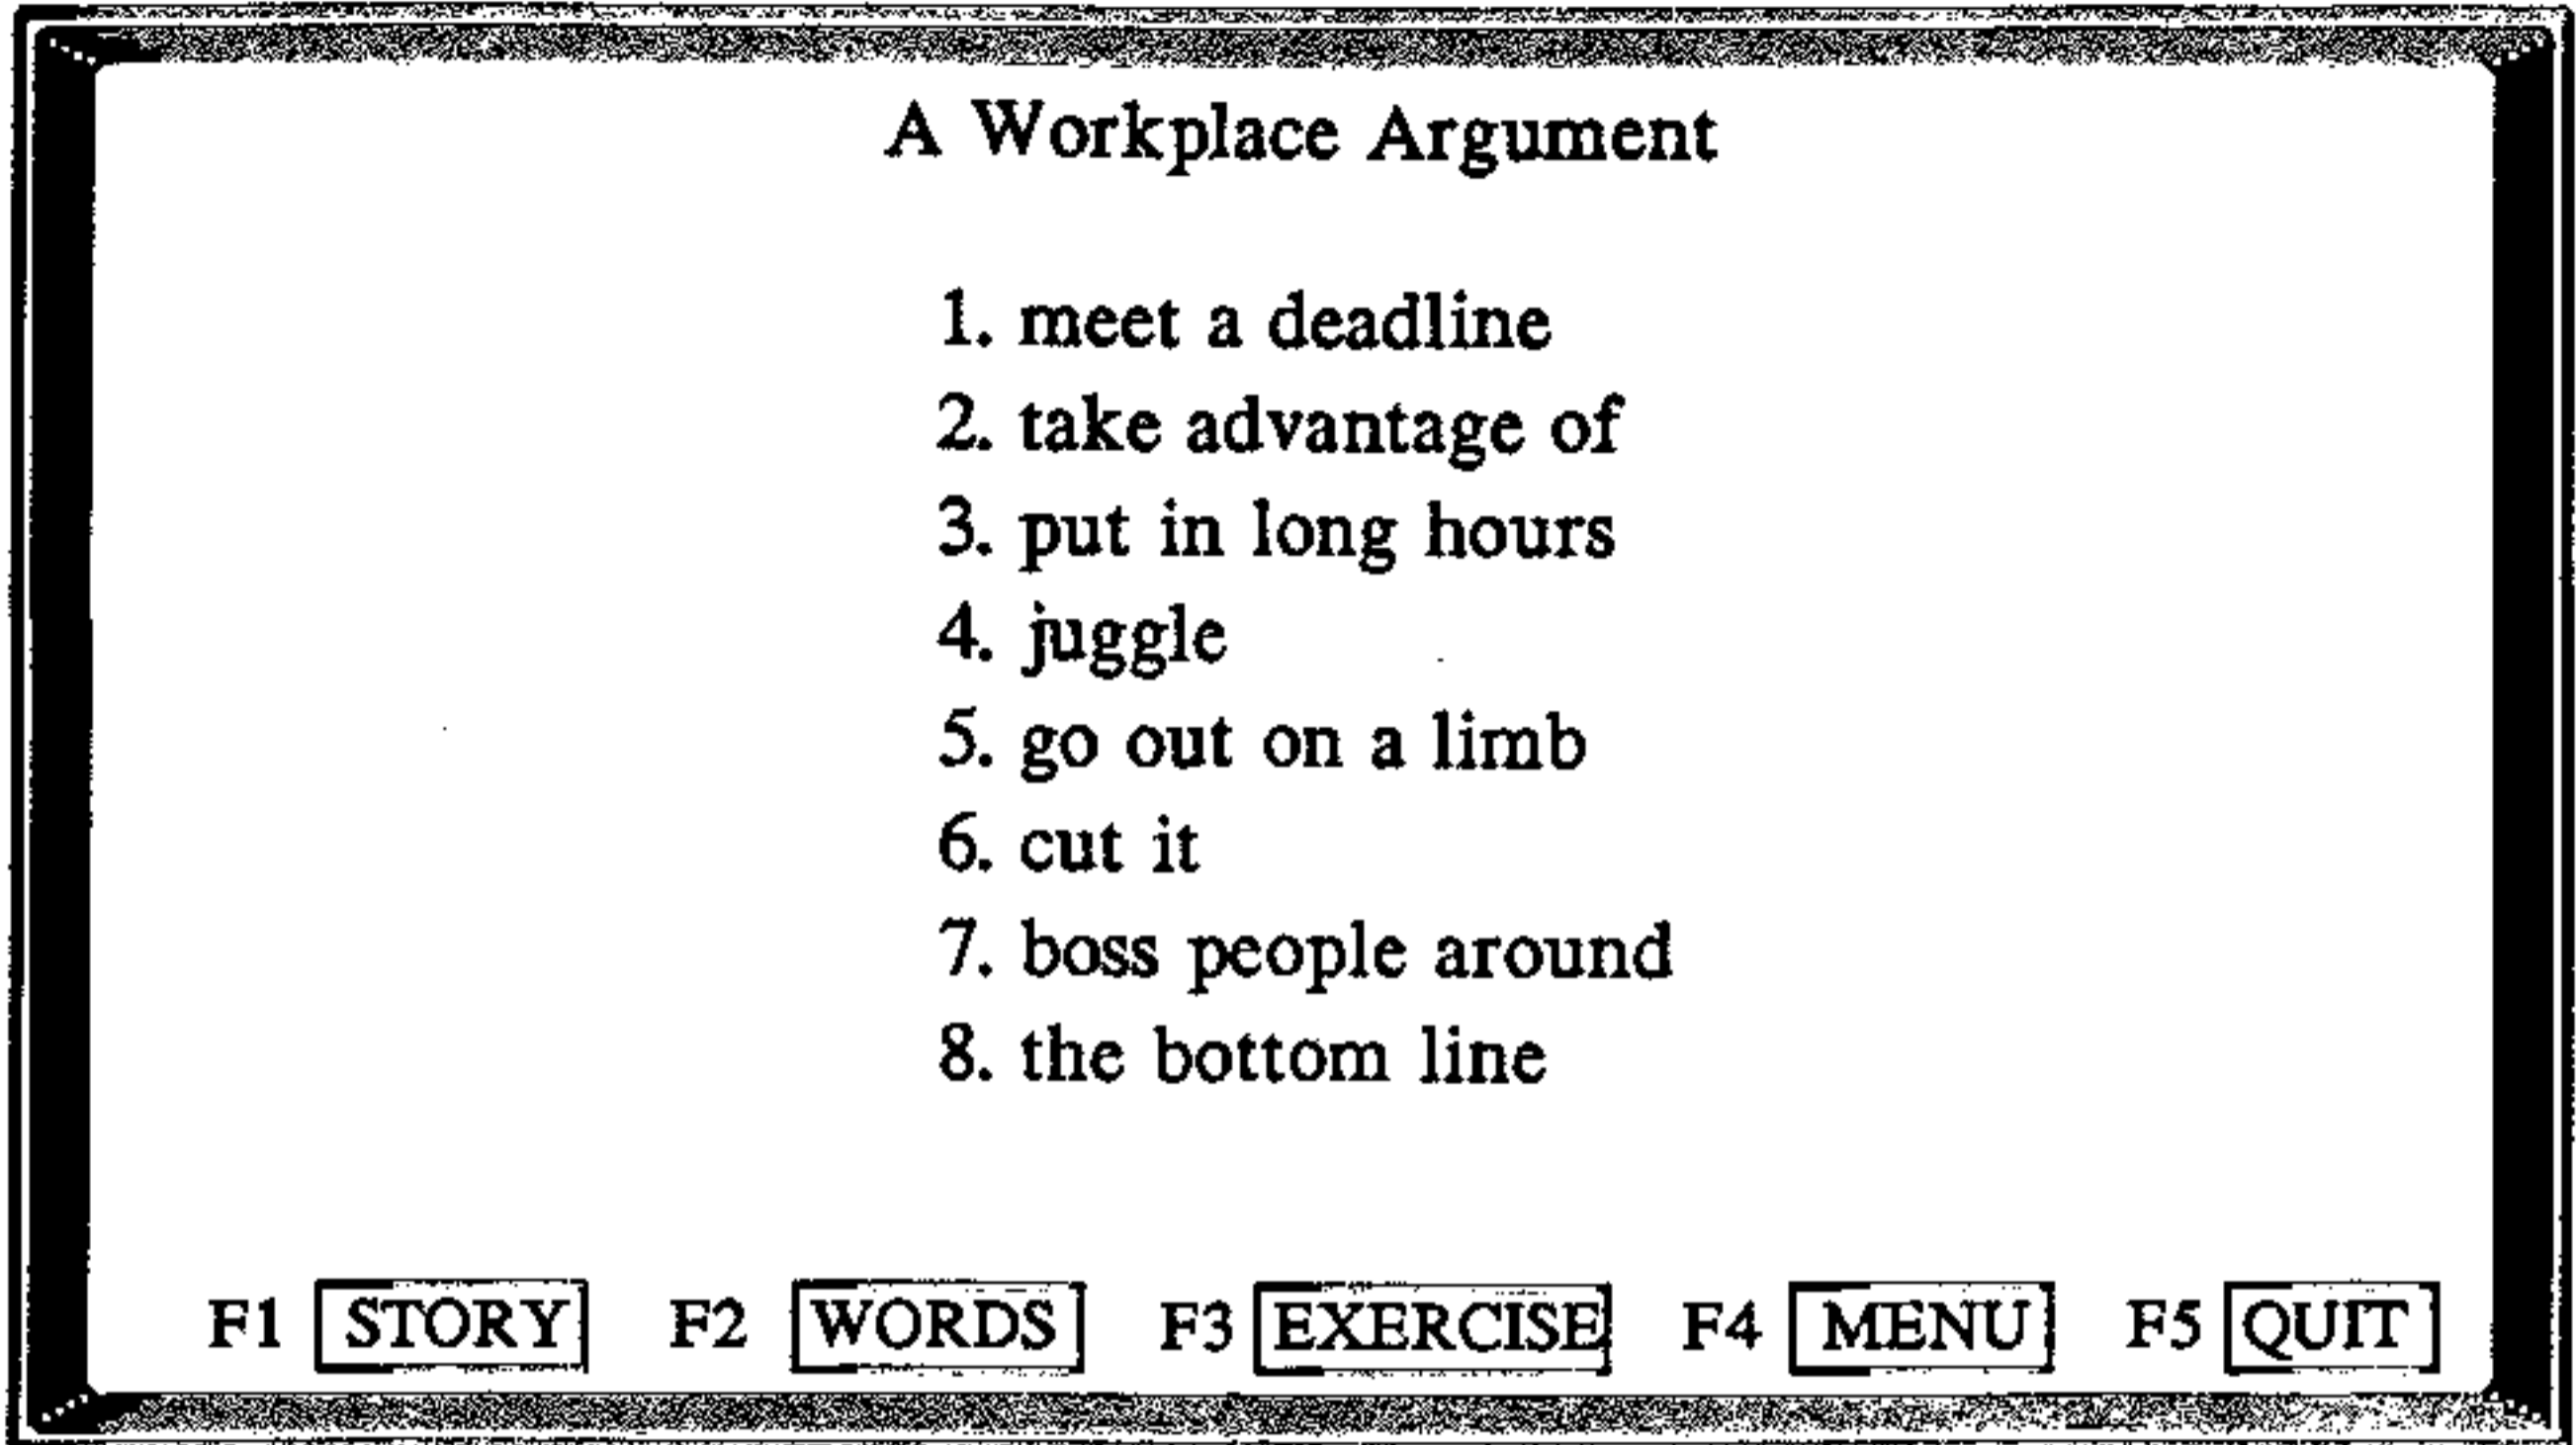 A Workplace Argument
1. meet a deadline
2. take advantage of
3. put in long hours
4. juggle
5. go out on a limb
6. cut it
7. boss people around
8. the bottom line
F1 STORY F2 WORDS F3 EXERCISE F4 MENU F5 QUIT